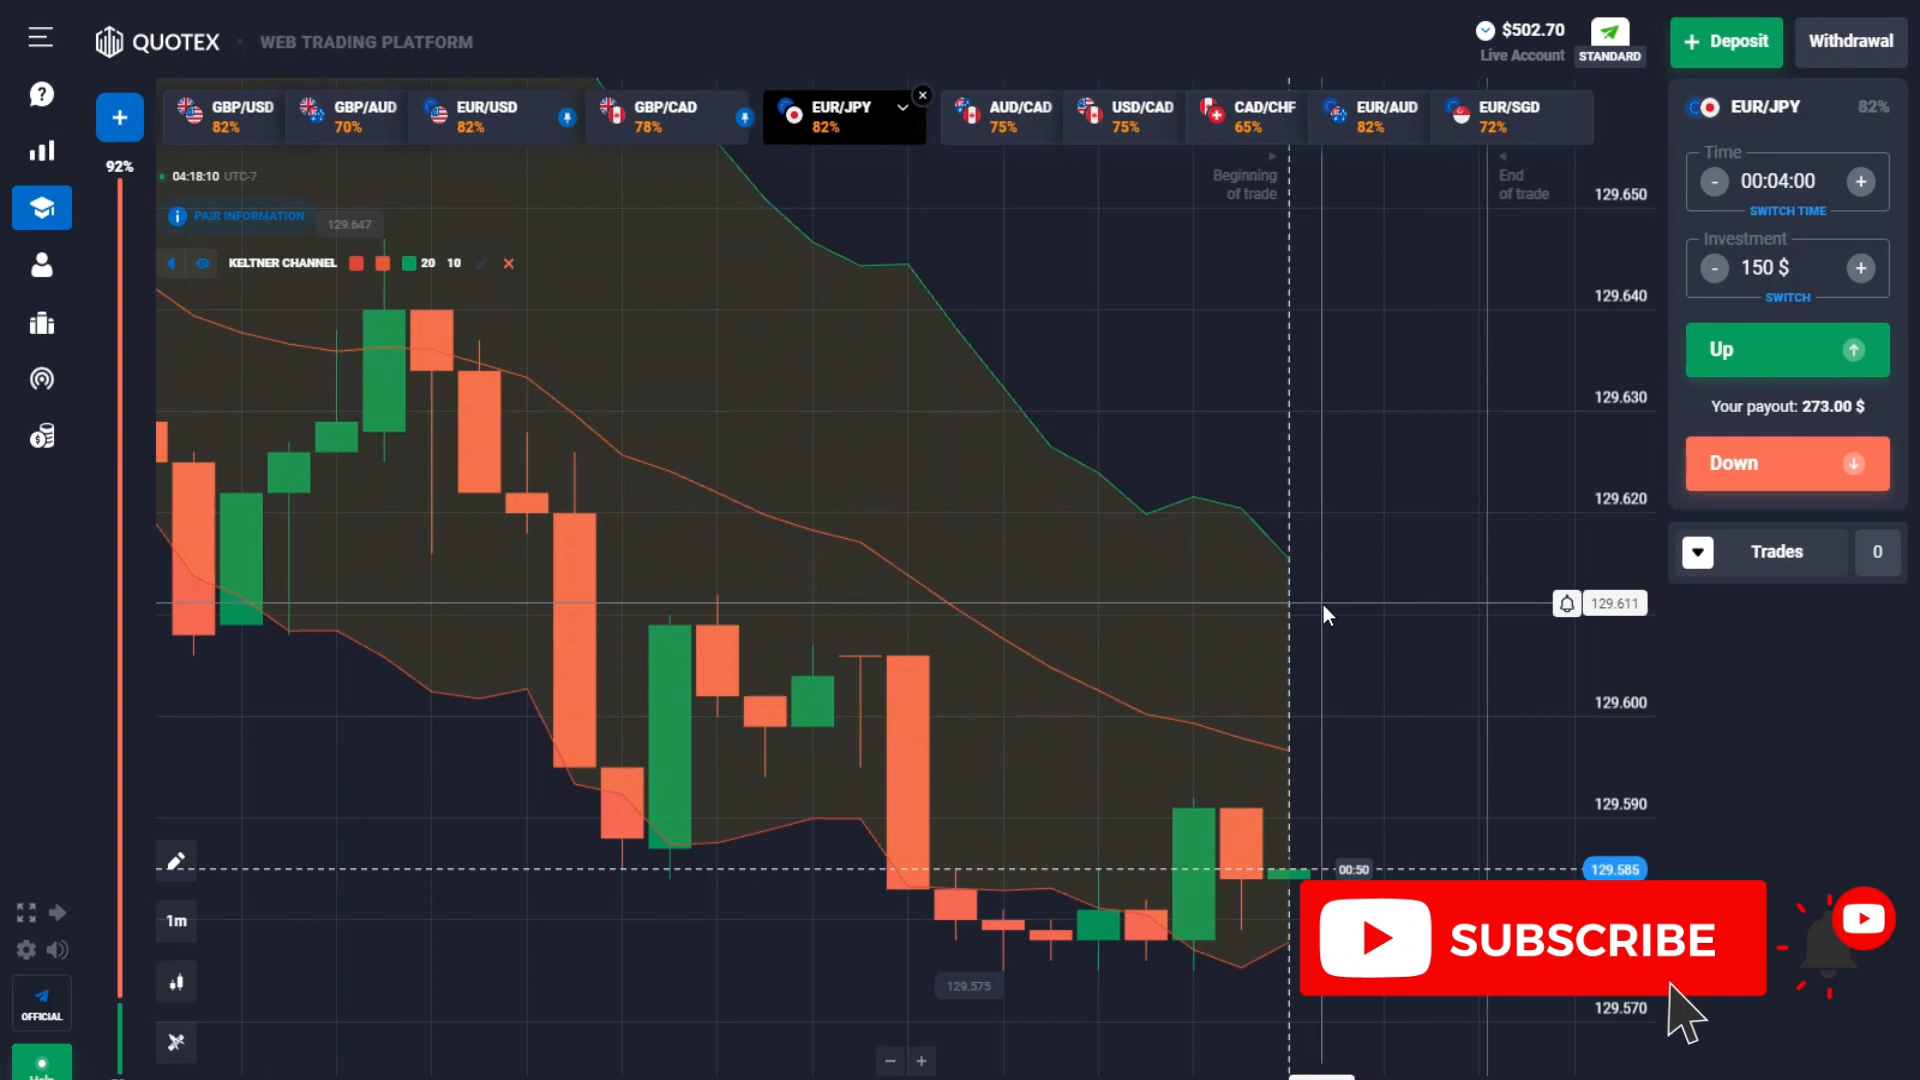 QUOTEX
WEB TRADING PLATFORM
$502.70
Live Account
STANDARD
+ Deposit
Withdrawal
GBP/USD
82%
GBP/AUD
70%
EUR/USD
82%
GBP/CAD
78%
EUR/JPY
82%
AUD/CAD
75%
USD/CAD
75%
CAD/CHF
65%
EUR/AUD
82%
EUR/SGD
72%
92%
04:18:10 UTC-7
PAIR INFORMATION
129.647
KELTNER CHANNEL 20 10
Beginning
of trade
End
of trade
129.650
129.640
129.630
129.620
129.611
129.600
129.590
00:50
129.585
129.575
129.570
EUR/JPY 82%
Time
- 00:04:00 +
SWITCH TIME
Investment
- 150 $ +
SWITCH
Up
Your payout: 273.00 $
Down
Trades 0
1m
OFFICIAL
SUBSCRIBE